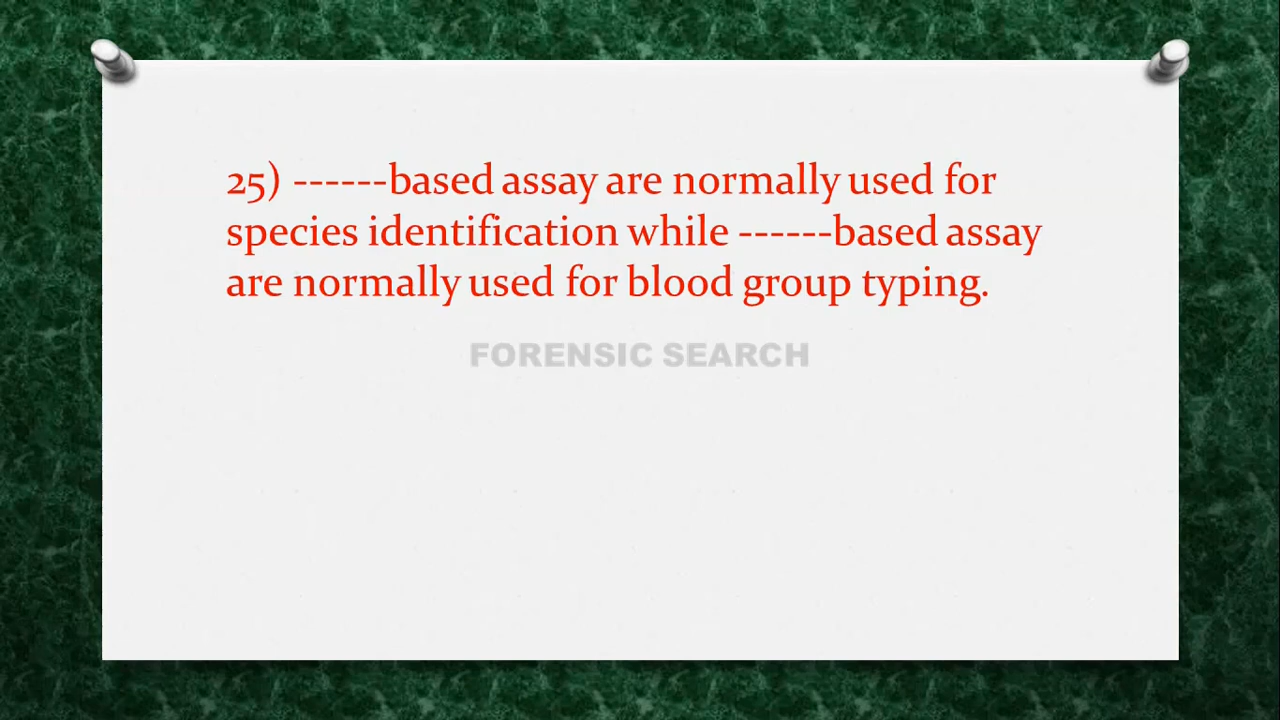 25) ------based assay are normally used for
species identification while ------based assay
are normally used for blood group typing.
FORENSIC SEARCH